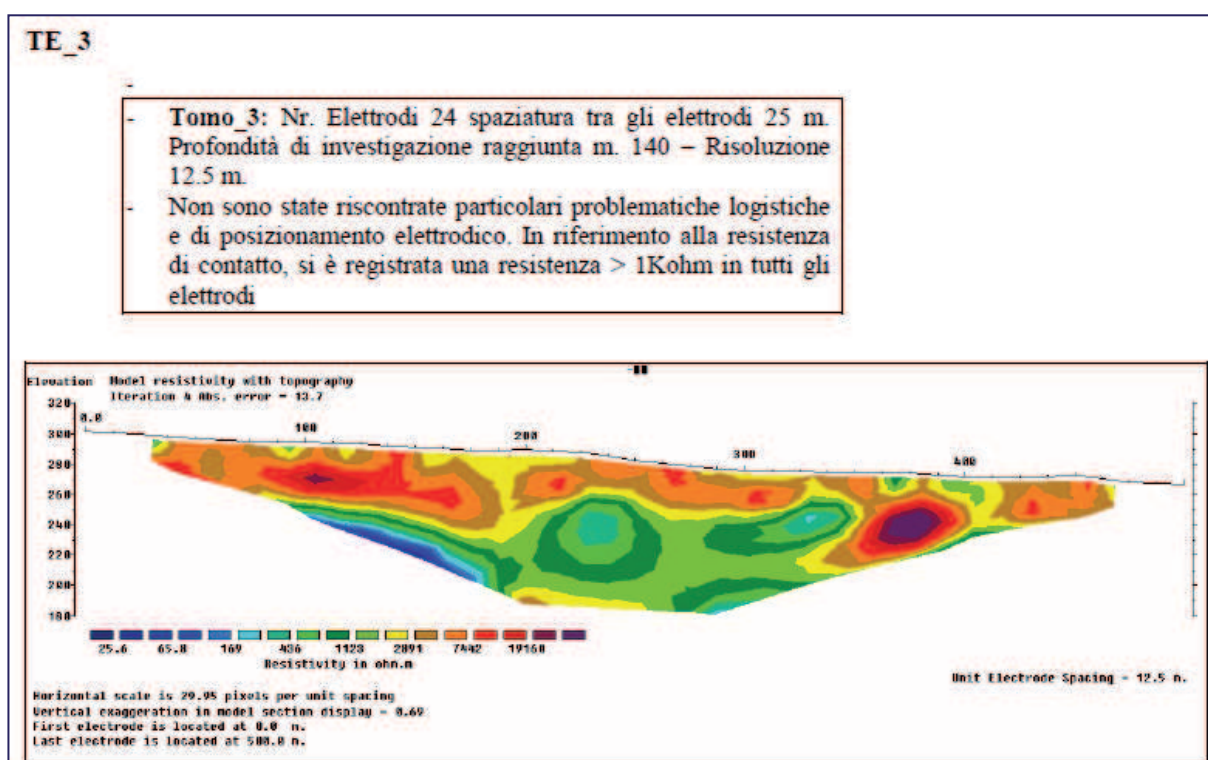 TE_3
-
- Tomo_3: Nr. Elettrodi 24 spaziatura tra gli elettrodi 25 m.
Profondità di investigazione raggiunta m. 140 – Risoluzione
12.5 m.
- Non sono state riscontrate particolari problematiche logistiche
e di posizionamento elettrodico. In riferimento alla resistenza
di contatto, si è registrata una resistenza > 1Kohm in tutti gli
elettrodi
Elevation Model resistivity with topography
Iteration 4 Abs. error = 13.7
320
0.0
300
100
200
280
300
400
260
240
220
200
180
25.6 65.8 169 436 1123 2891 7442 19160
Resistivity in ohm.m
Unit Electrode Spacing = 12.5 m.
Horizontal scale is 29.95 pixels per unit spacing
Vertical exaggeration in model section display = 0.69
First electrode is located at 0.0 m.
Last electrode is located at 500.0 m.